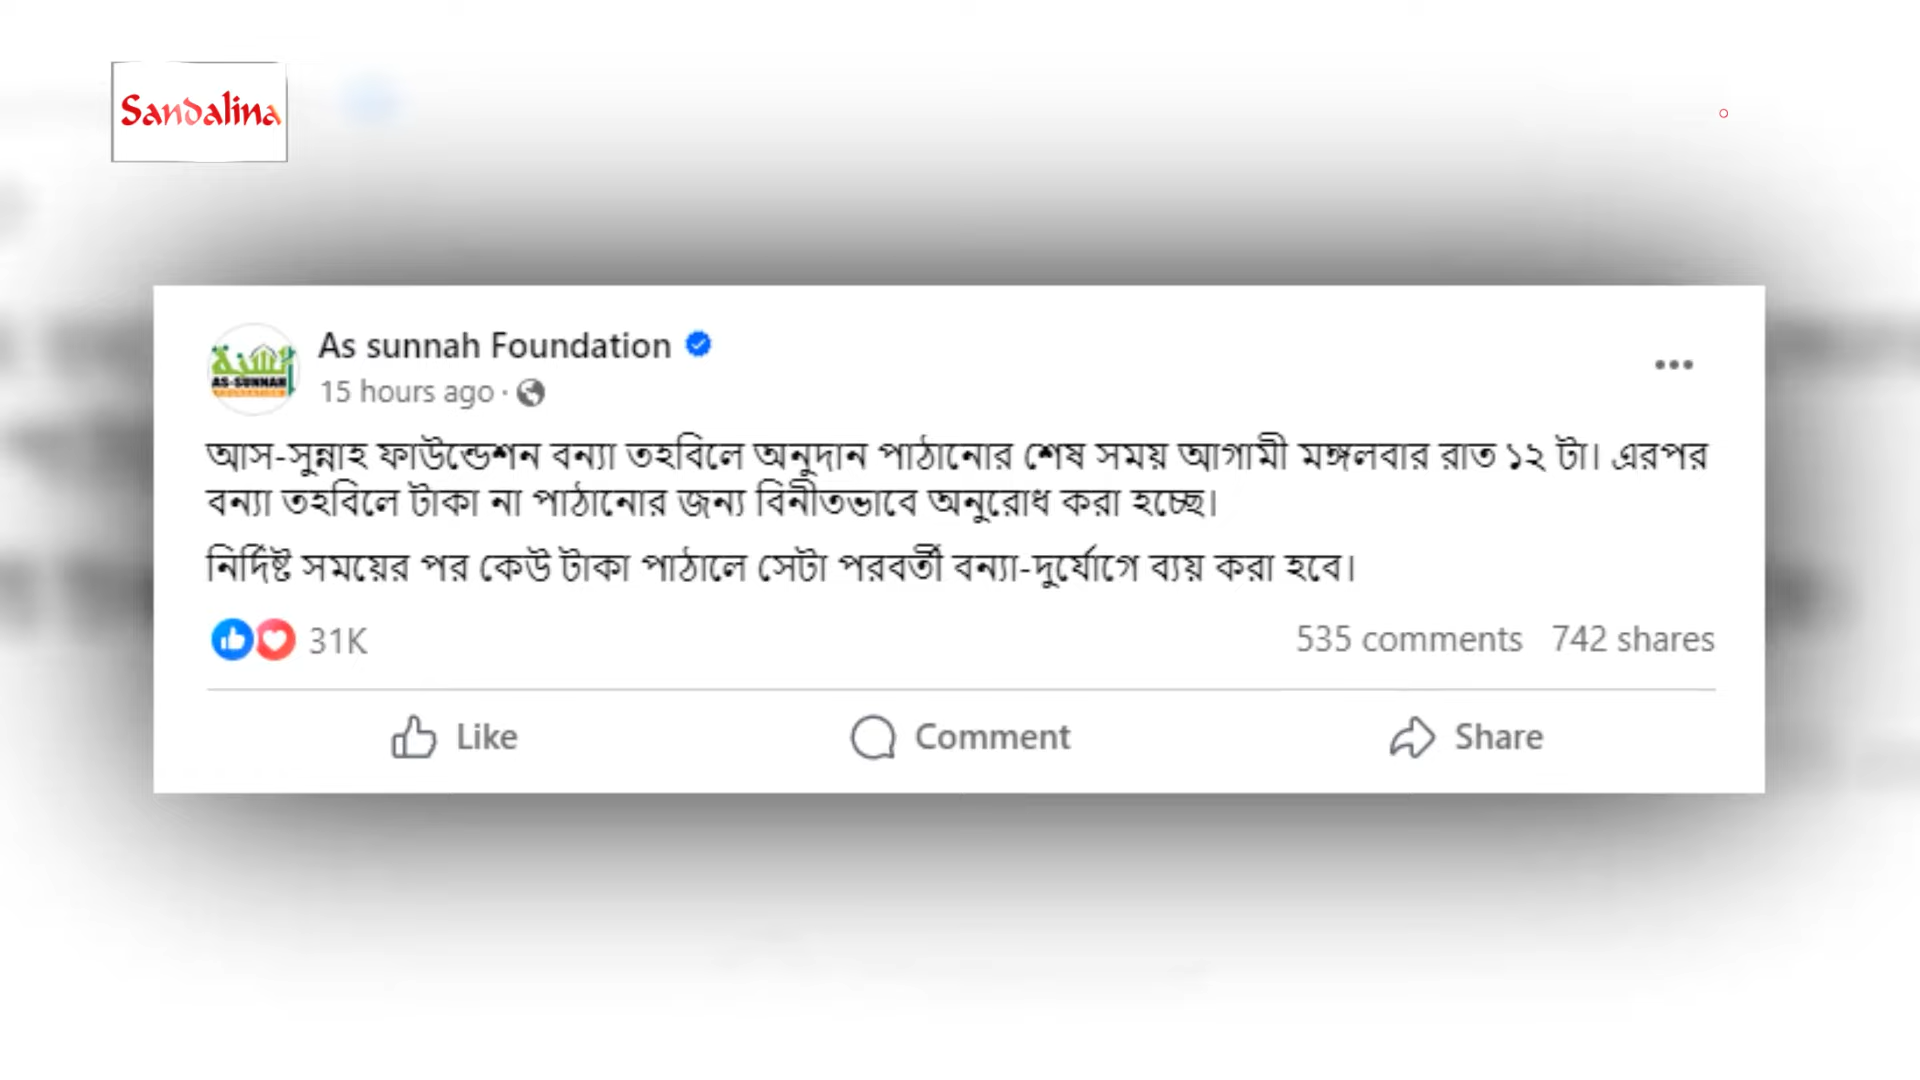 Sandalina
As sunnah Foundation
15 hours ago ·
আস-সুন্নাহ ফাউন্ডেশন বন্যা তহবিলে অনুদান পাঠানোর শেষ সময় আগামী মঙ্গলবার রাত ১২ টা। এরপর
বন্যা তহবিলে টাকা না পাঠানোর জন্য বিনীতভাবে অনুরোধ করা হচ্ছে।
নির্দিষ্ট সময়ের পর কেউ টাকা পাঠালে সেটা পরবর্তী বন্যা-দুর্যোগে ব্যয় করা হবে।
31K 535 comments 742 shares
Like Comment Share